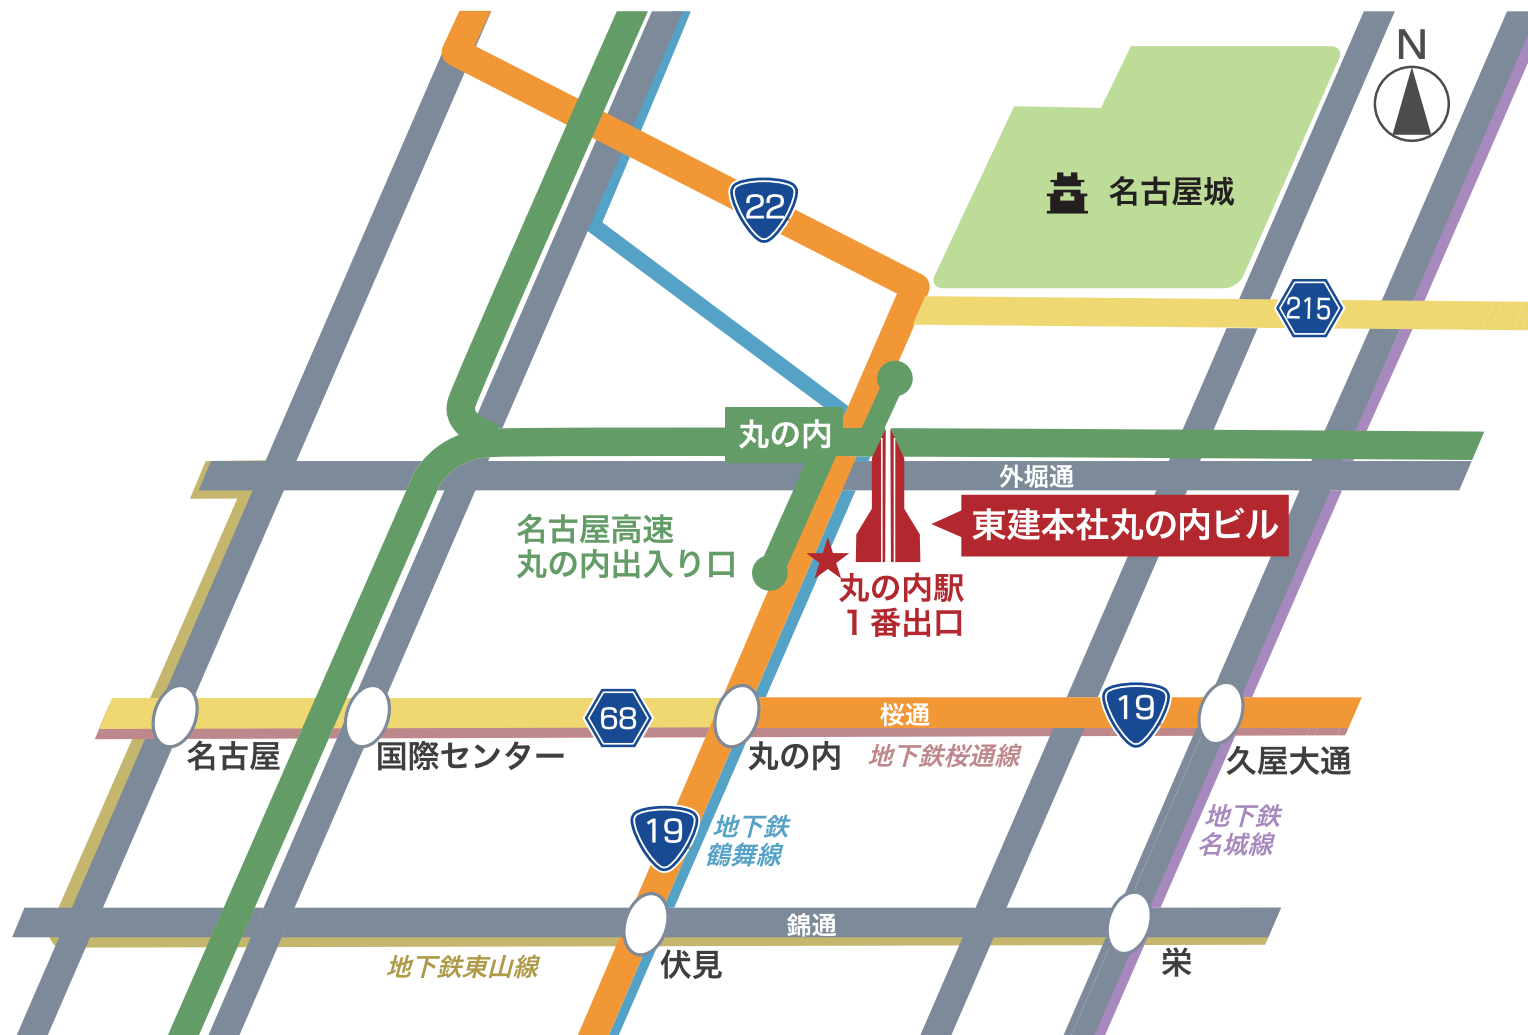 N
名古屋城
22
215
丸の内
外堀通
東建本社丸の内ビル
名古屋高速
丸の内出入り口
丸の内駅
1番出口
68
桜通
19
名古屋
国際センター
丸の内
地下鉄桜通線
久屋大通
19
地下鉄
鶴舞線
地下鉄
名城線
錦通
地下鉄東山線
伏見
栄